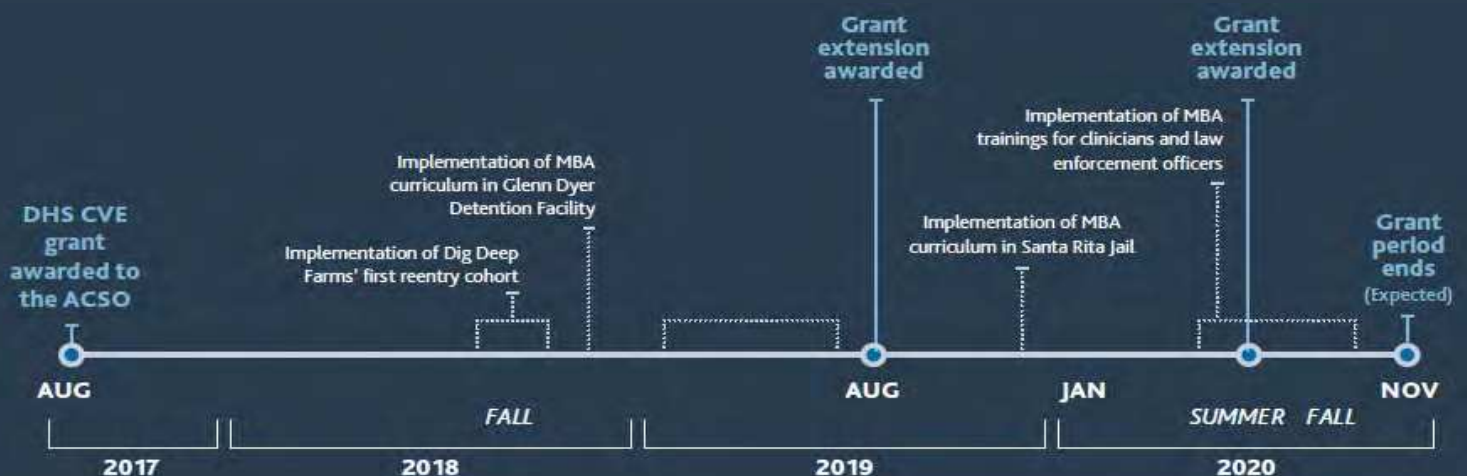 DHS CVE
grant
awarded to
the ACSO
Implementation of Dig Deep
Farms' first reentry cohort
Implementation of MBA
curriculum in Glenn Dyer
Detention Facility
Grant
extension
awarded
Implementation of MBA
curriculum in Santa Rita Jail
Implementation of MBA
trainings for clinicians and law
enforcement officers
Grant
extension
awarded
Grant
period
ends
(Expected)
AUG
AUG
JAN
NOV
FALL
SUMMER FALL
2017
2018
2019
2020